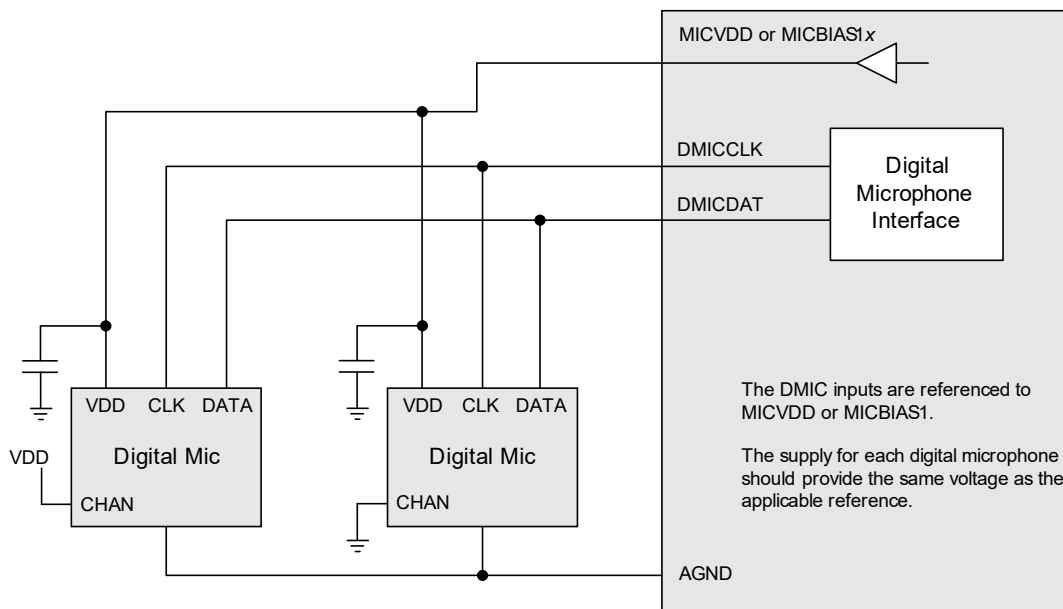 MICVDD or MICBIAS1x
DMICCLK
DMICDAT
Digital
Microphone
Interface
VDD CLK DATA
Digital Mic
VDD
CHAN
VDD CLK DATA
Digital Mic
CHAN
The DMIC inputs are referenced to
MICVDD or MICBIAS1.
The supply for each digital microphone
should provide the same voltage as the
applicable reference.
AGND